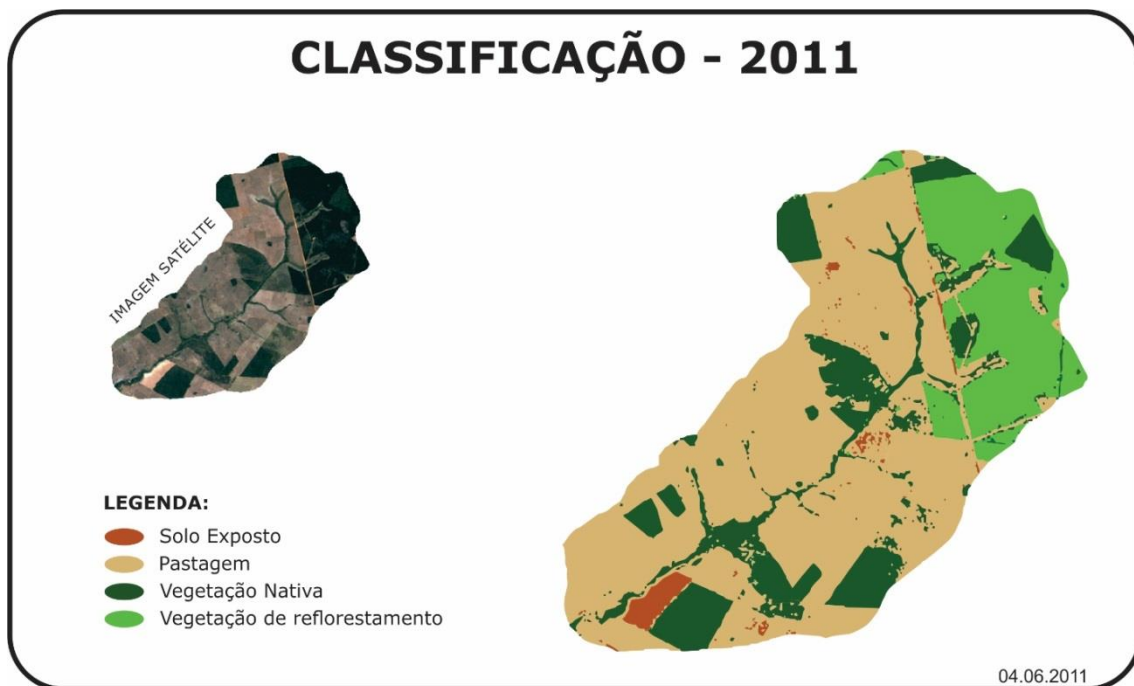 CLASSIFICAÇÃO - 2011
IMAGEM SATÉLITE
LEGENDA:
Solo Exposto
Pastagem
Vegetação Nativa
Vegetação de reflorestamento
04.06.2011